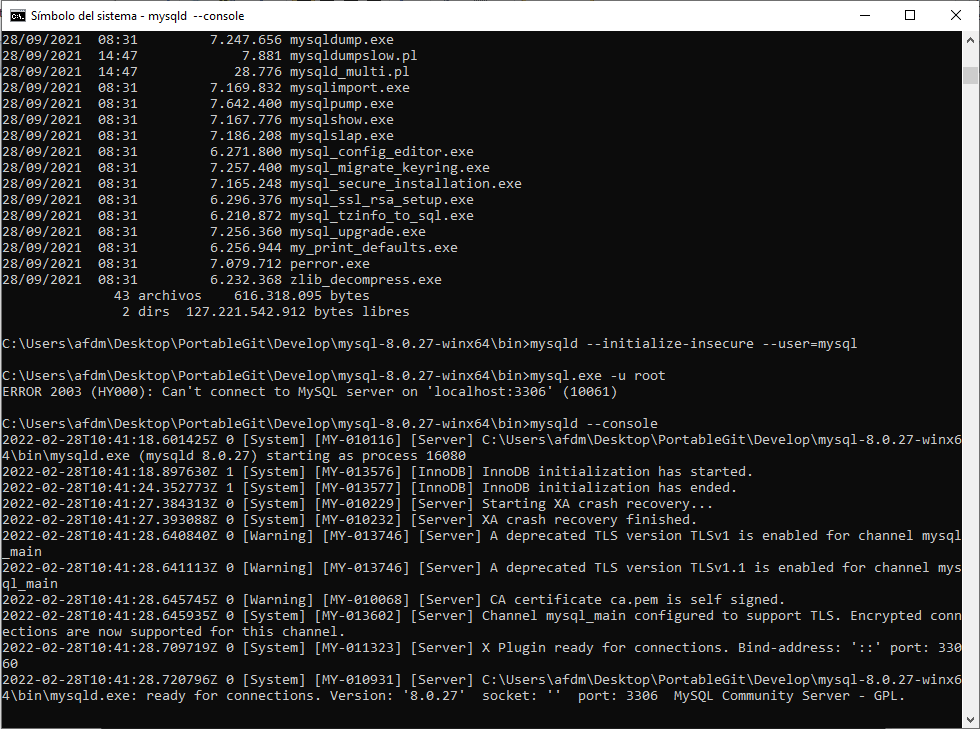 Símbolo del sistema - mysqld  --console
28/09/2021  08:31         7.247.656 mysqldump.exe
28/09/2021  14:47             7.881 mysqldumpslow.pl
28/09/2021  14:47            28.776 mysqld_multi.pl
28/09/2021  08:31         7.169.832 mysqlimport.exe
28/09/2021  08:31         7.642.400 mysqlpump.exe
28/09/2021  08:31         7.167.776 mysqlshow.exe
28/09/2021  08:31         7.186.208 mysqlslap.exe
28/09/2021  08:31         6.271.800 mysql_config_editor.exe
28/09/2021  08:31         7.257.400 mysql_migrate_keyring.exe
28/09/2021  08:31         7.165.248 mysql_secure_installation.exe
28/09/2021  08:31         6.296.376 mysql_ssl_rsa_setup.exe
28/09/2021  08:31         6.210.872 mysql_tzinfo_to_sql.exe
28/09/2021  08:31         7.256.360 mysql_upgrade.exe
28/09/2021  08:31         6.256.944 my_print_defaults.exe
28/09/2021  08:31         7.079.712 perror.exe
28/09/2021  08:31         6.232.368 zlib_decompress.exe
              43 archivos    616.318.095 bytes
               2 dirs  127.221.542.912 bytes libres
C:\Users\afdm\Desktop\PortableGit\Develop\mysql-8.0.27-winx64\bin>mysqld --initialize-insecure --user=mysql
C:\Users\afdm\Desktop\PortableGit\Develop\mysql-8.0.27-winx64\bin>mysql.exe -u root
ERROR 2003 (HY000): Can't connect to MySQL server on 'localhost:3306' (10061)
C:\Users\afdm\Desktop\PortableGit\Develop\mysql-8.0.27-winx64\bin>mysqld --console
2022-02-28T10:41:18.601425Z 0 [System] [MY-010116] [Server] C:\Users\afdm\Desktop\PortableGit\Develop\mysql-8.0.27-winx6
4\bin\mysqld.exe (mysqld 8.0.27) starting as process 16080
2022-02-28T10:41:18.897630Z 1 [System] [MY-013576] [InnoDB] InnoDB initialization has started.
2022-02-28T10:41:24.352773Z 1 [System] [MY-013577] [InnoDB] InnoDB initialization has ended.
2022-02-28T10:41:27.384313Z 0 [System] [MY-010229] [Server] Starting XA crash recovery...
2022-02-28T10:41:27.393088Z 0 [System] [MY-010232] [Server] XA crash recovery finished.
2022-02-28T10:41:28.640840Z 0 [Warning] [MY-013746] [Server] A deprecated TLS version TLSv1 is enabled for channel mysql
_main
2022-02-28T10:41:28.641113Z 0 [Warning] [MY-013746] [Server] A deprecated TLS version TLSv1.1 is enabled for channel mys
ql_main
2022-02-28T10:41:28.645745Z 0 [Warning] [MY-010068] [Server] CA certificate ca.pem is self signed.
2022-02-28T10:41:28.645935Z 0 [System] [MY-013602] [Server] Channel mysql_main configured to support TLS. Encrypted conn
ections are now supported for this channel.
2022-02-28T10:41:28.709719Z 0 [System] [MY-011323] [Server] X Plugin ready for connections. Bind-address: '::' port: 330
60
2022-02-28T10:41:28.720796Z 0 [System] [MY-010931] [Server] C:\Users\afdm\Desktop\PortableGit\Develop\mysql-8.0.27-winx6
4\bin\mysqld.exe: ready for connections. Version: '8.0.27'  socket: ''  port: 3306  MySQL Community Server - GPL.